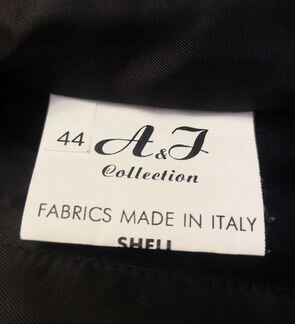 44
A&J
Collection
FABRICS MADE IN ITALY
SHELL